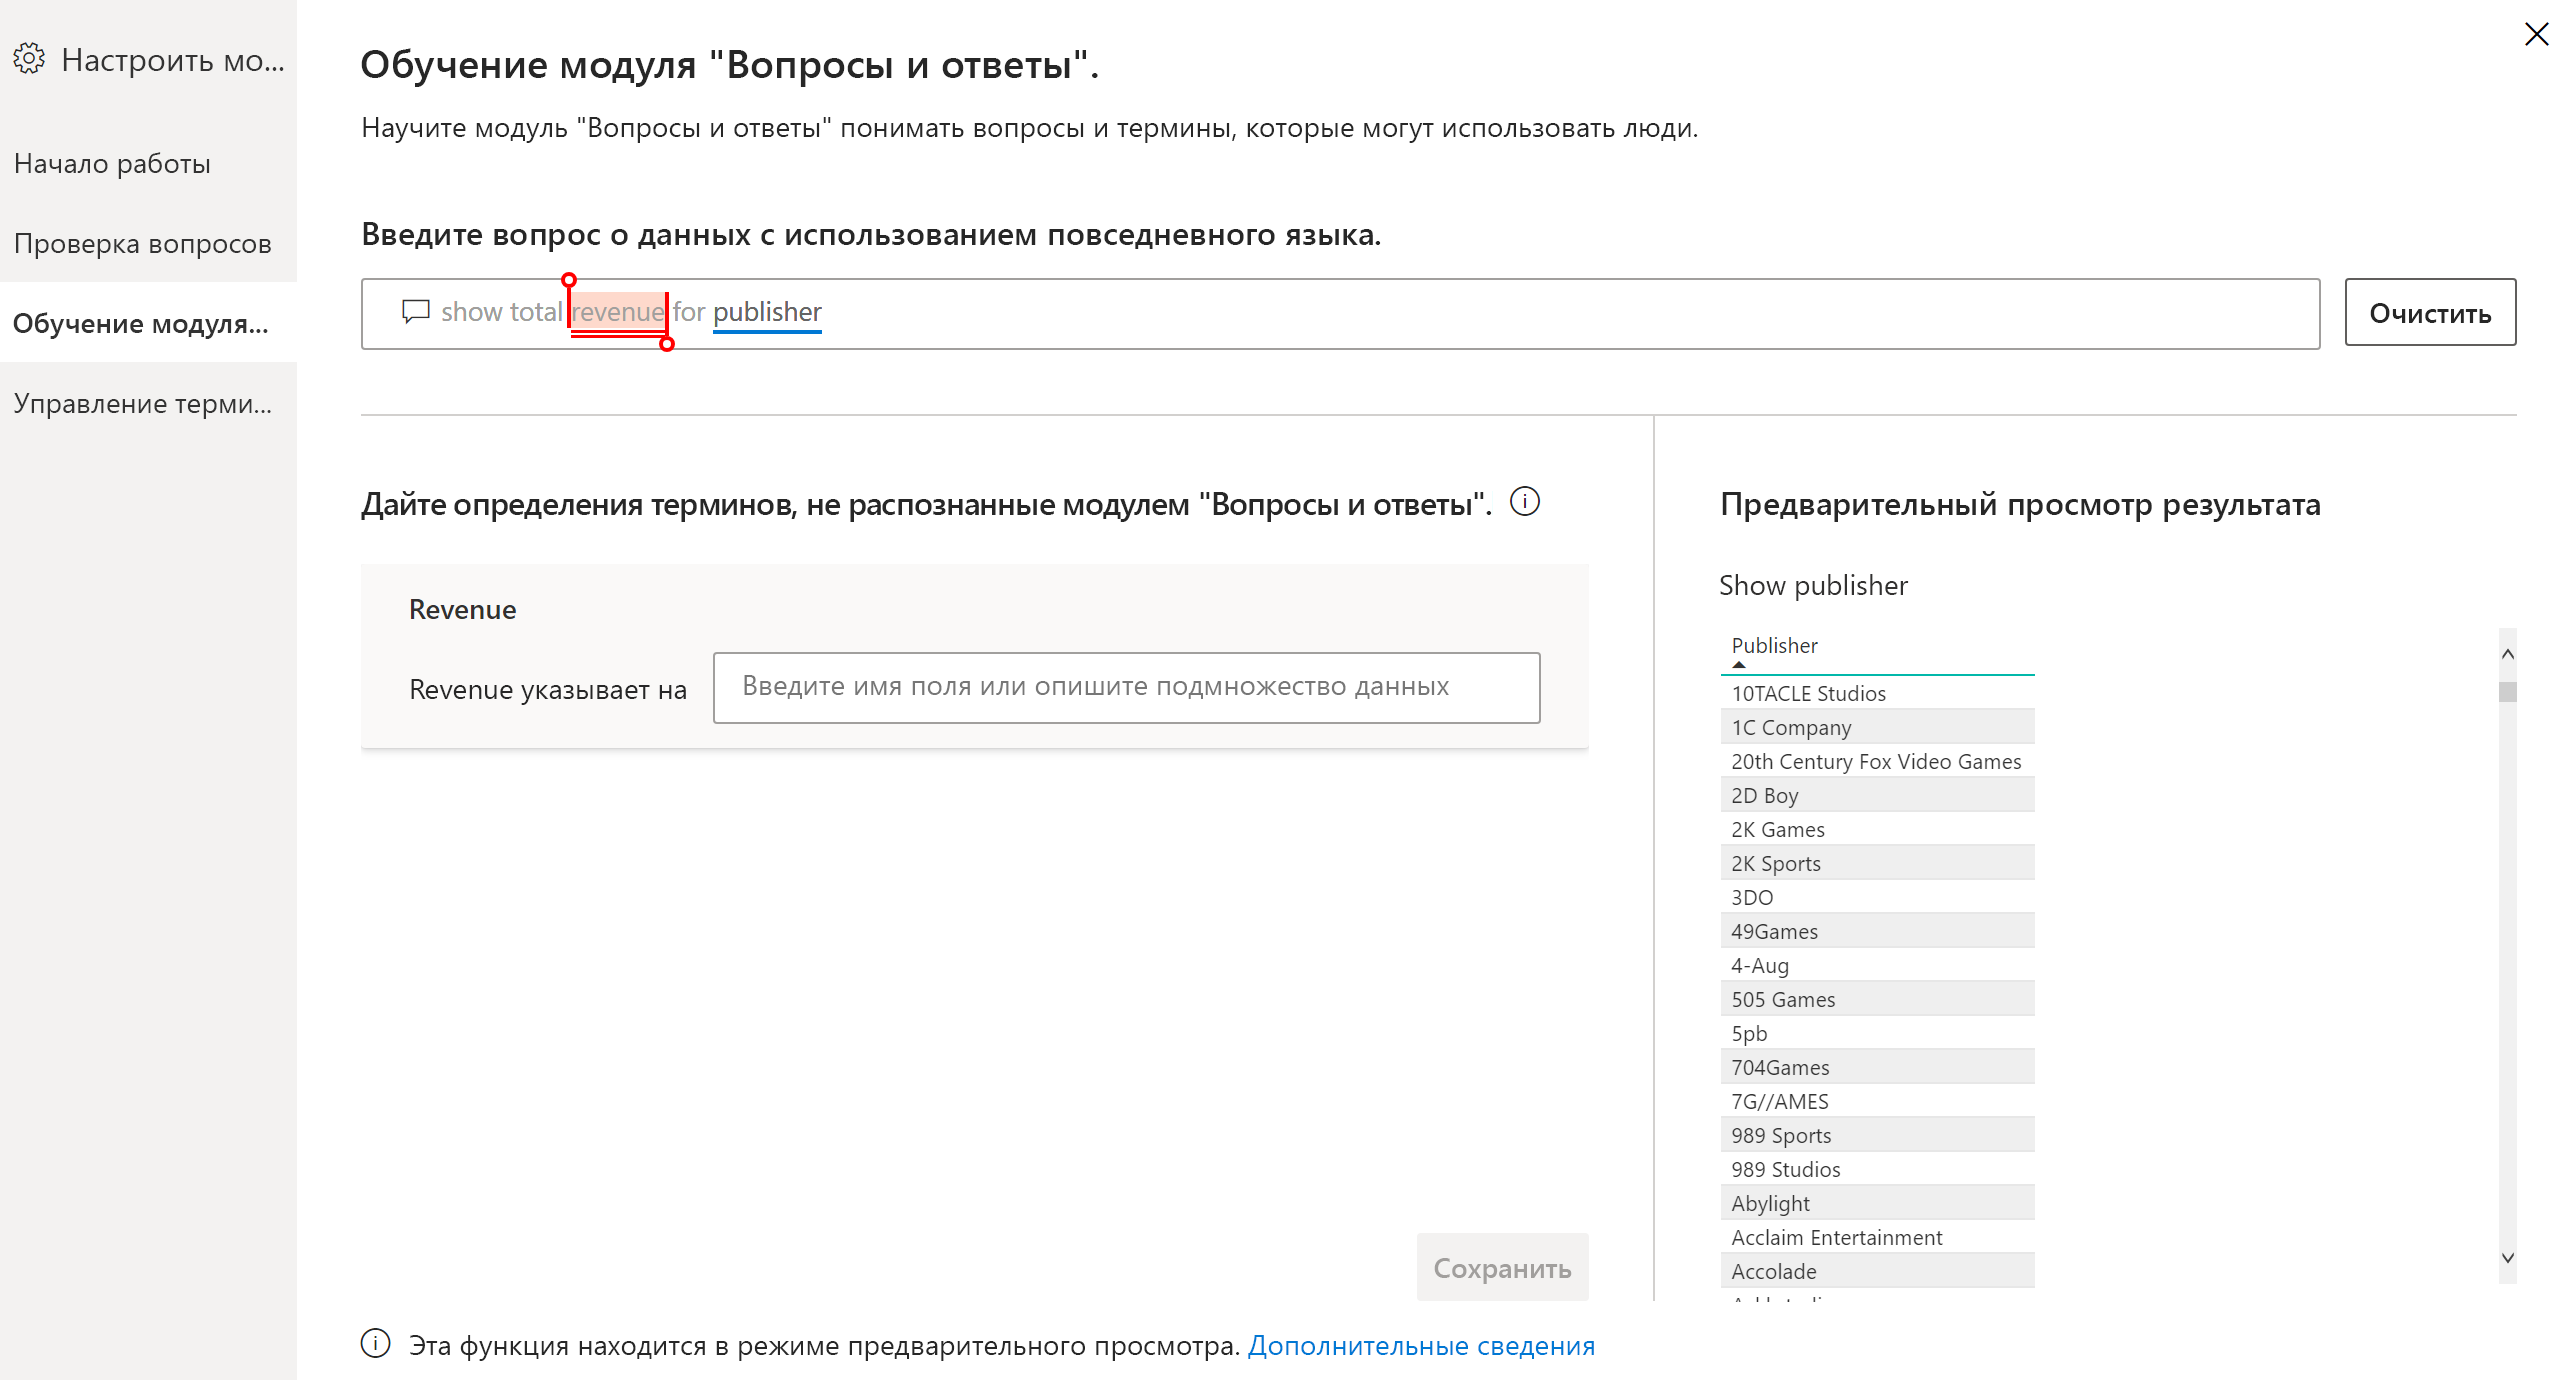 Настроить мо...
Начало работы
Проверка вопросов
Обучение модуля...
Управление терми...
Обучение модуля "Вопросы и ответы".
Научите модуль "Вопросы и ответы" понимать вопросы и термины, которые могут использовать люди.
Введите вопрос о данных с использованием повседневного языка.
show total revenue for publisher
Очистить
Дайте определения терминов, не распознанные модулем "Вопросы и ответы".
Revenue
Revenue указывает на
Введите имя поля или опишите подмножество данных
Сохранить
Предварительный просмотр результата
Show publisher
Publisher
10TACLE Studios
1C Company
20th Century Fox Video Games
2D Boy
2K Games
2K Sports
3DO
49Games
4-Aug
505 Games
5pb
704Games
7G//AMES
989 Sports
989 Studios
Abylight
Acclaim Entertainment
Accolade
Эта функция находится в режиме предварительного просмотра. Дополнительные сведения